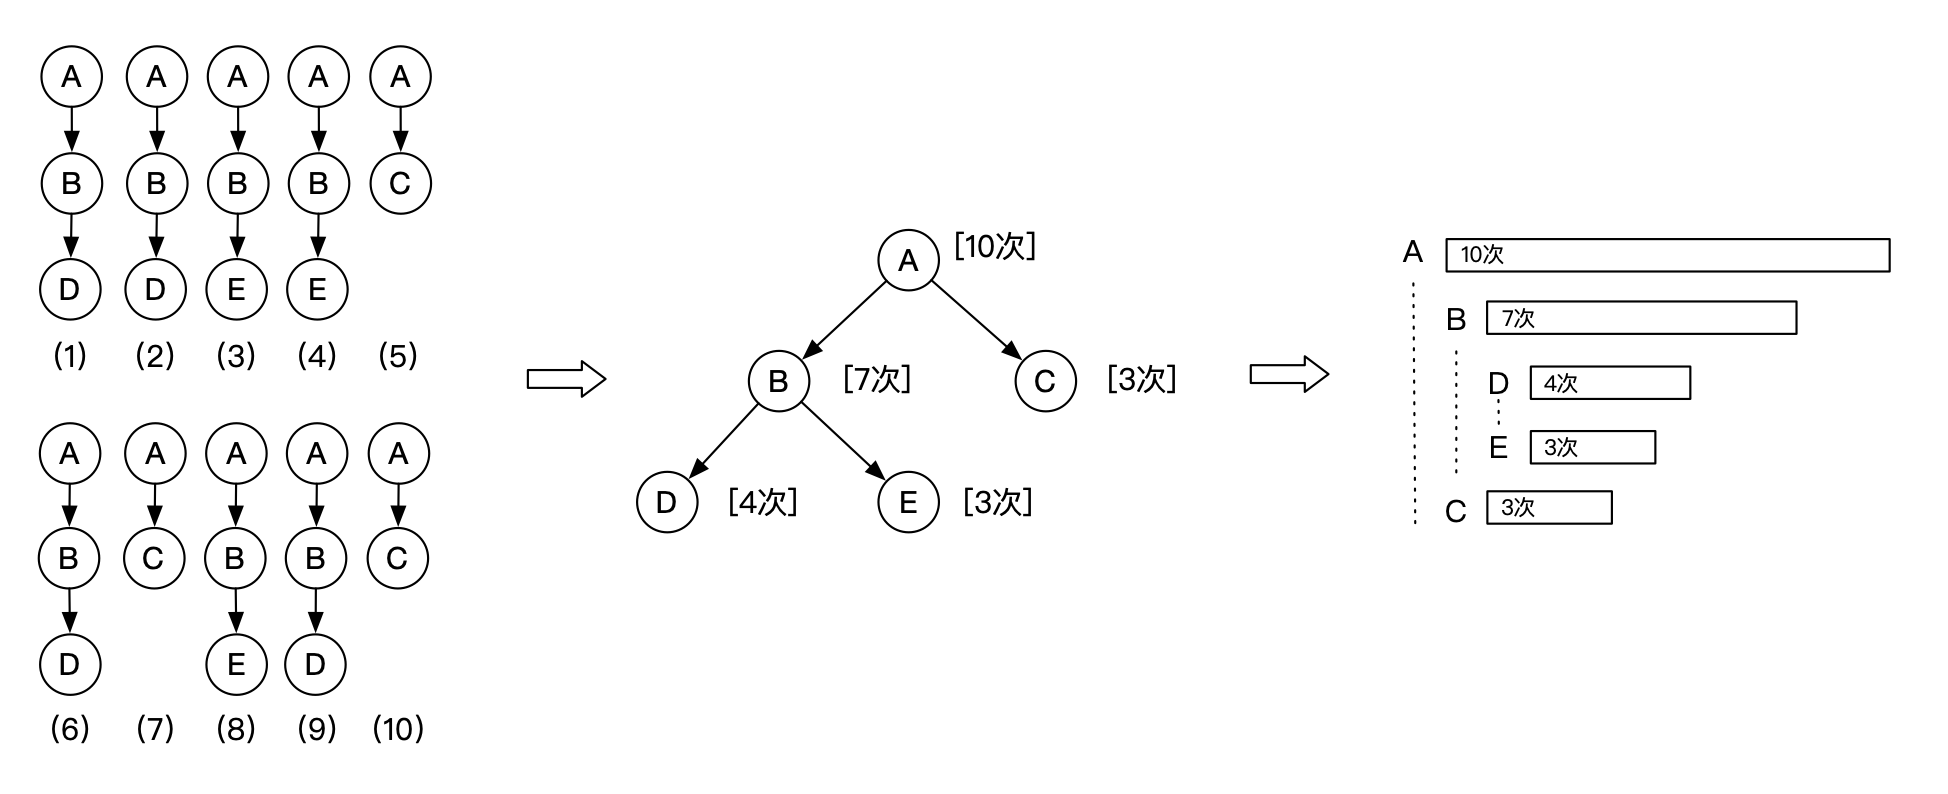 A A A A A
B B B B C
D D E E
(1) (2) (3) (4) (5)
A A A A A
B C B B C
D E D
(6) (7) (8) (9) (10)
A [10次]
B [7次] C [3次]
D [4次] E [3次]
A 10次
B 7次
D 4次
E 3次
C 3次